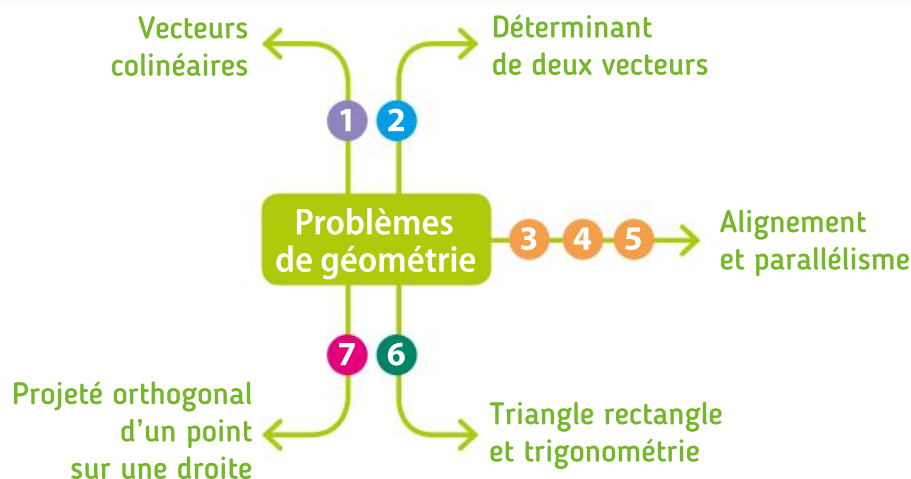 Vecteurs
colinéaires
Déterminant
de deux vecteurs
1
2
Problèmes
de géométrie
3 4 5
Alignement
et parallélisme
7
6
Projeté orthogonal
d'un point
sur une droite
Triangle rectangle
et trigonométrie